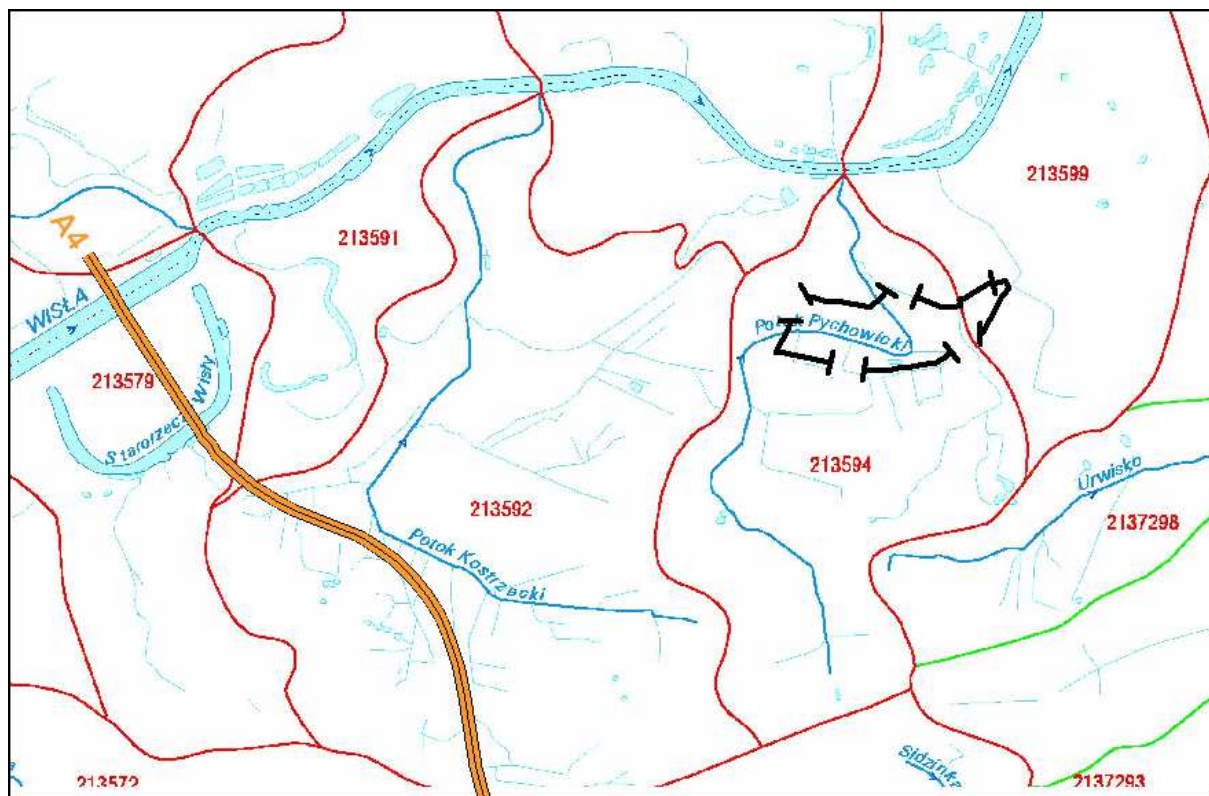 213599
A4
213591
WISŁA
Potok Pychowicki
213579
Starorzecze Wisły
213594
Urwisko
213592
2137298
Potok Kostrzecki
Sidzinka
213572
2137293